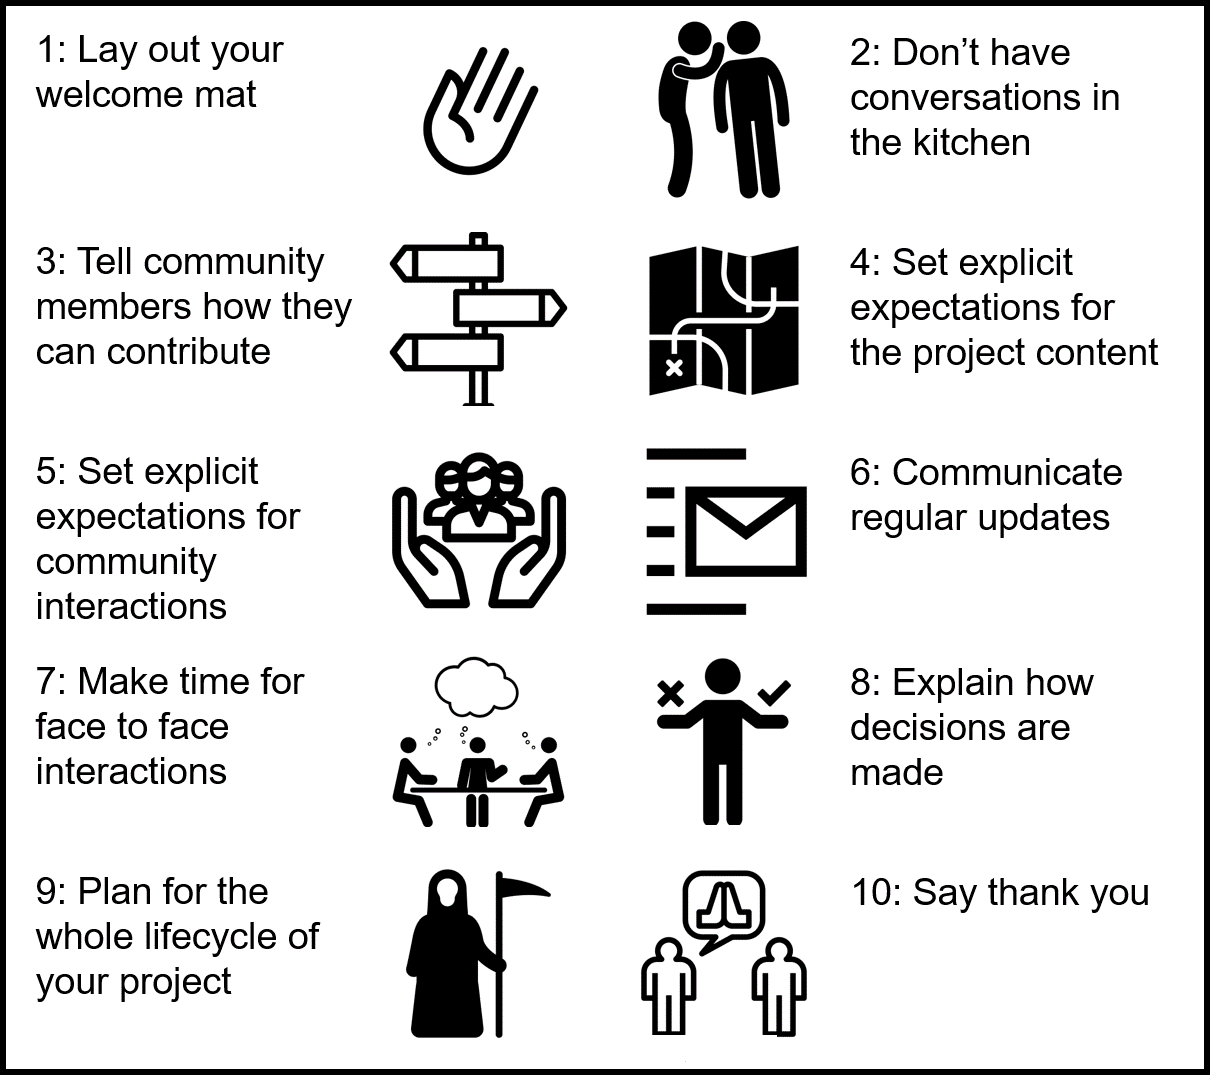 1: Lay out your
welcome mat
2: Don’t have
conversations in
the kitchen
3: Tell community
members how they
can contribute
4: Set explicit
expectations for
the project content
5: Set explicit
expectations for
community
interactions
6: Communicate
regular updates
7: Make time for
face to face
interactions
8: Explain how
decisions are
made
9: Plan for the
whole lifecycle of
your project
10: Say thank you